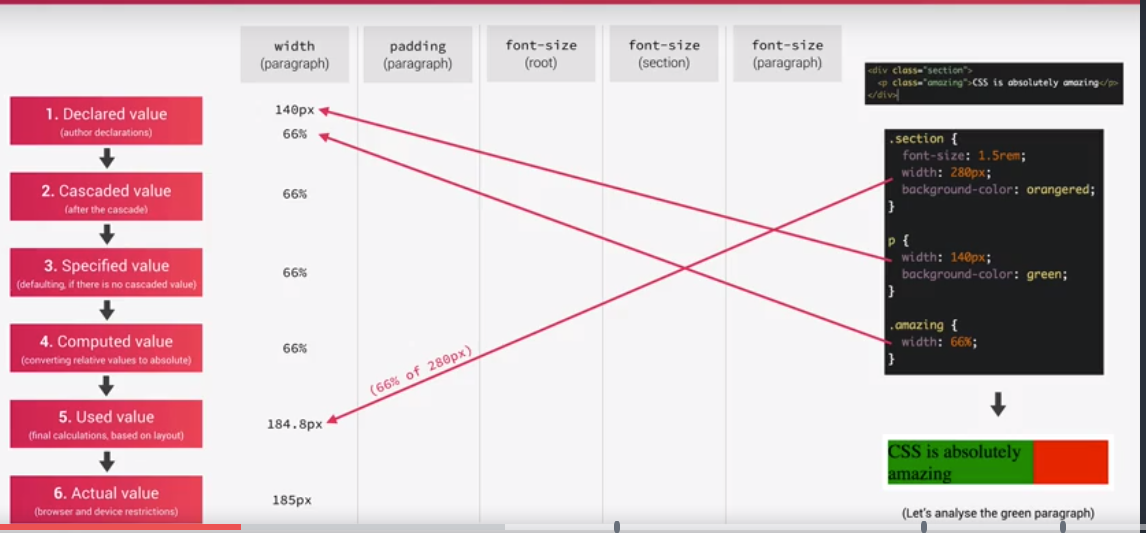 width
(paragraph)
padding
(paragraph)
font-size
(root)
font-size
(section)
font-size
(paragraph)
1. Declared value
(author declarations)
140px
66%
2. Cascaded value
(after the cascade)
66%
3. Specified value
(defaulting, if there is no cascaded value)
66%
4. Computed value
(converting relative values to absolute)
66%
(66% of 280px)
5. Used value
(final calculations, based on layout)
184.8px
6. Actual value
(browser and device restrictions)
185px
<div class="section">
<p class="amazing">CSS is absolutely amazing</p>
</div>
.section {
font-size: 1.5rem;
width: 280px;
background-color: orangered;
}
p {
width: 140px;
background-color: green;
}
.amazing {
width: 66%;
}
CSS is absolutely
amazing
(Let's analyse the green paragraph)